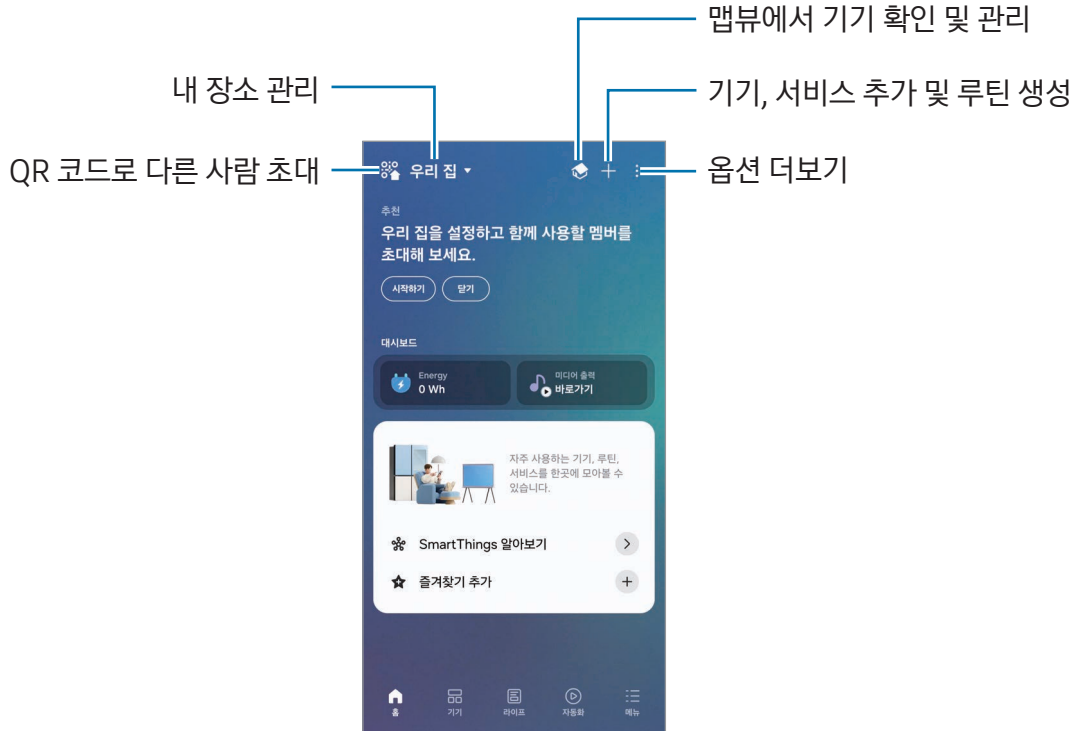 맵뷰에서 기기 확인 및 관리
내 장소 관리
기기, 서비스 추가 및 루틴 생성
QR 코드로 다른 사람 초대
우리 집
옵션 더보기
추천
우리 집을 설정하고 함께 사용할 멤버를
초대해 보세요.
시작하기
닫기
대시보드
Energy
0 Wh
미디어 출력
바로가기
자주 사용하는 기기, 루틴,
서비스를 한곳에 모아볼 수
있습니다.
SmartThings 알아보기
즐겨찾기 추가
홈
기기
라이프
자동화
메뉴